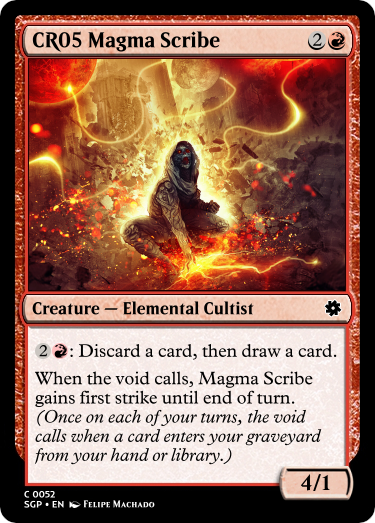 CR05 Magma Scribe 2
Creature — Elemental Cultist
2 : Discard a card, then draw a card.
When the void calls, Magma Scribe
gains first strike until end of turn.
(Once on each of your turns, the void
calls when a card enters your graveyard
from your hand or library.)
4/1
C 0052
SGP • EN Felipe Machado